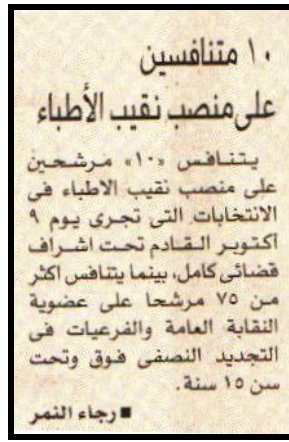 ١٠ متنافسين
على منصب نقيب الأطباء
يتنافس «١٠» مرشحين
على منصب نقيب الاطباء فى
الانتخابات التى تجرى يوم ٩
اكتوبر القادم تحت اشراف
قضائى كامل، بينما يتنافس اكثر
من ٧٥ مرشحا على عضوية
النقابة العامة والفرعيات فى
التجديد النصفى فوق وتحت
سن ١٥ سنة.
■ رجاء النمر